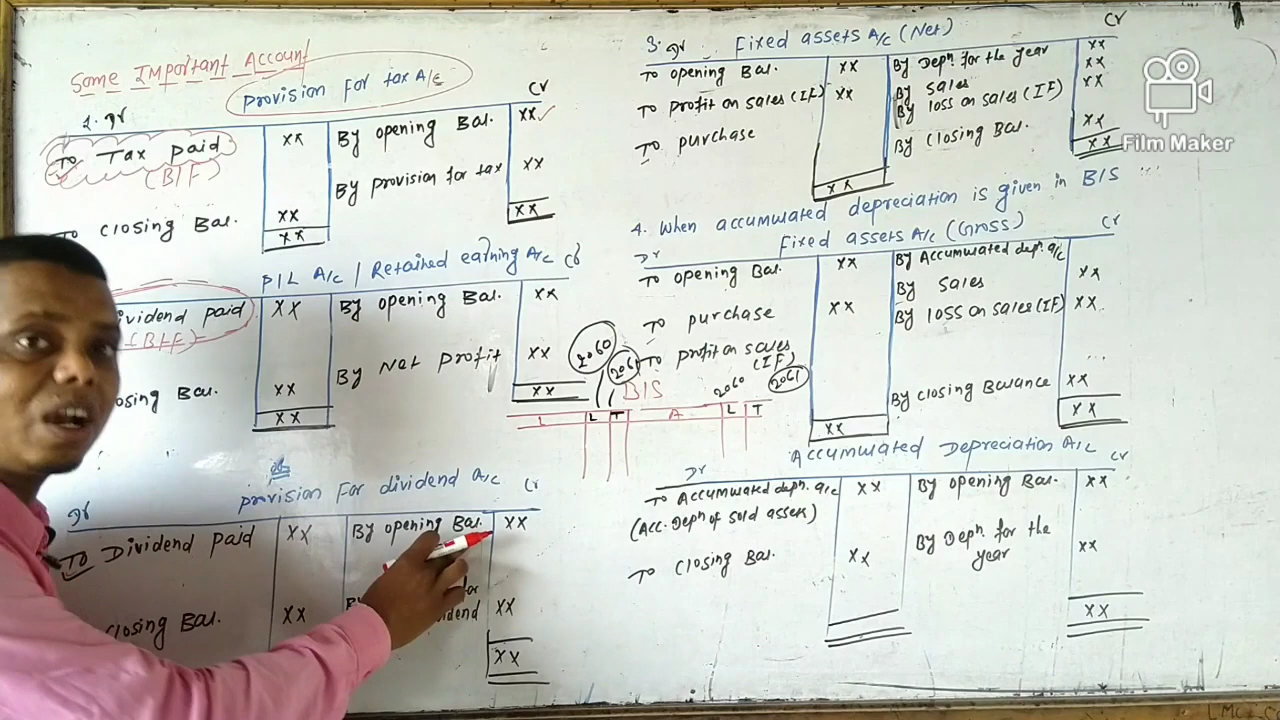 Some Important Account
Provision for tax A/c
1. Dr
Cr
To Tax paid
(BIF)
xx
By opening Bal.
xx
By provision for tax
xx
To closing Bal.
xx
xx
xx
P/L A/c / Retained earning A/c
Cr
Dividend paid
(BIF)
xx
By opening Bal.
xx
By Net profit
xx
closing Bal.
xx
xx
xx
provision for dividend A/c
Dr
Cr
To Dividend paid
xx
By opening Bal.
xx
closing Bal.
xx
xx
xx
2060
2061
B/S
2060
2061
L
L
T
A
L
T
3. Dr
Fixed assets A/c (Net)
Cr
To opening Bal.
xx
By Depn for the year
xx
To profit on sales (IF)
xx
By sales
xx
By loss on sales (IF)
xx
To purchase
By closing Bal.
xx
xx
xx
4. When accumulated depreciation is given in B/S
Fixed assets A/c (Gross)
Dr
Cr
To opening Bal.
xx
By Accumulated depn. a/c
xx
By sales
To purchase
xx
By loss on sales (IF)
xx
To profit on sales
(IF)
By closing Balance
xx
xx
xx
Accumulated Depreciation A/c
Dr
Cr
To Accumulated depn. a/c
(Acc. Depn of sold assets)
xx
By opening Bal.
xx
By Depn. for the
year
xx
To closing Bal.
xx
xx
Film Maker